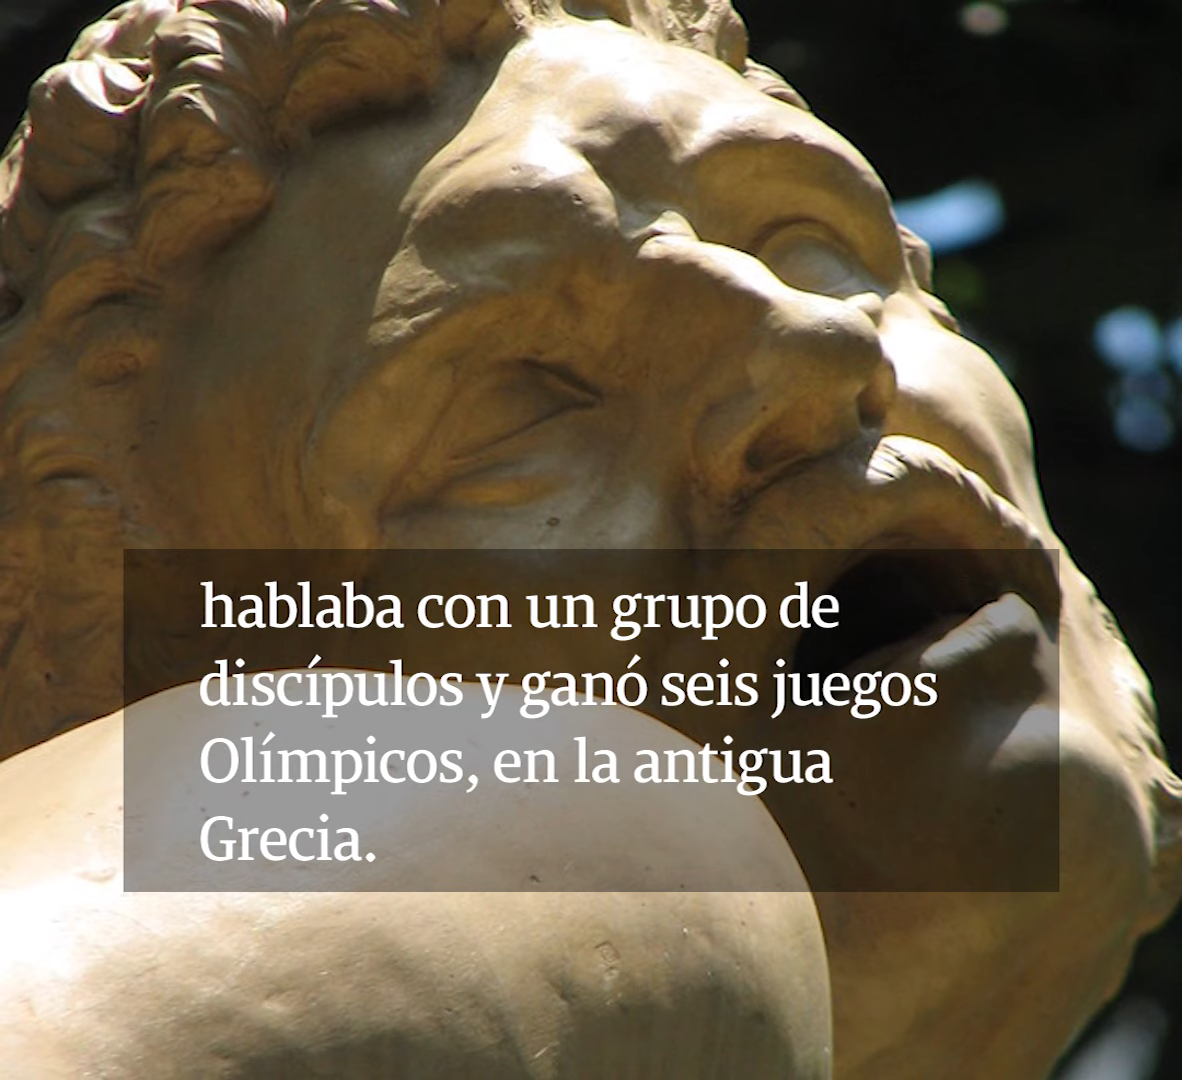 hablaba con un grupo de
discípulos y ganó seis juegos
Olímpicos, en la antigua
Grecia.